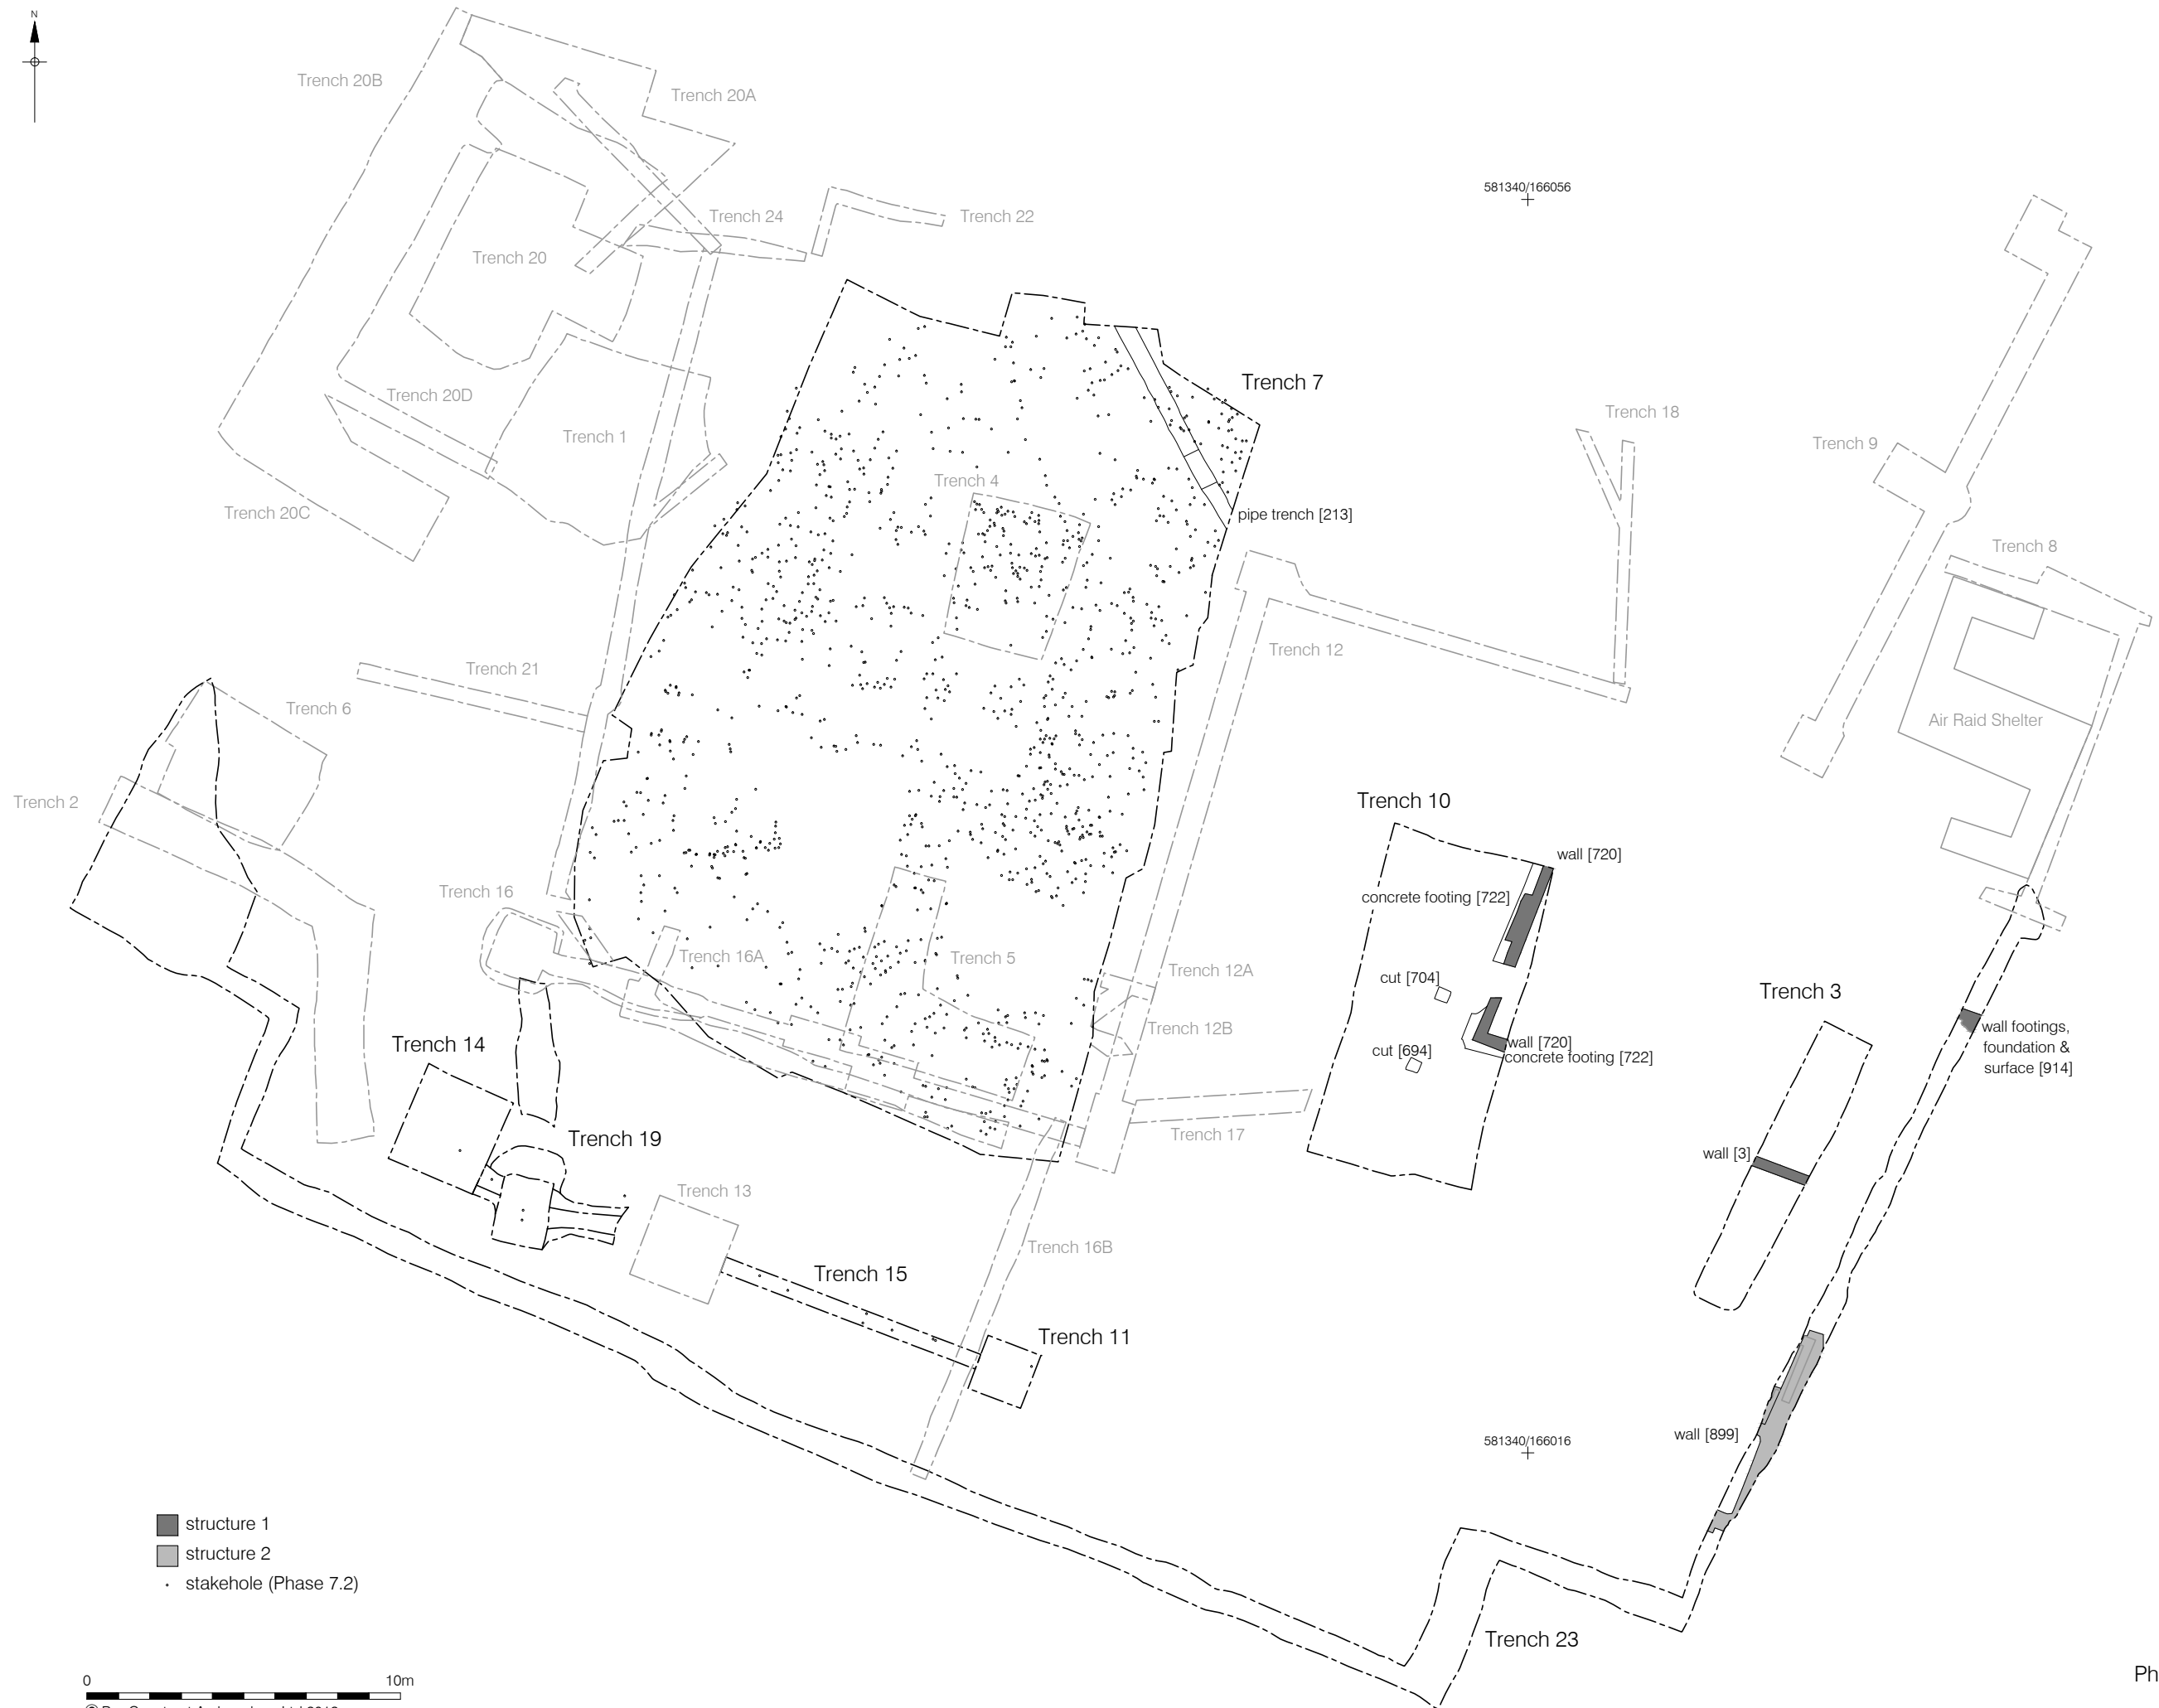 N
Trench 20B
Trench 20A
581340/166056
Trench 24
Trench 22
Trench 20
Trench 7
Trench 20D
Trench 18
Trench 1
Trench 9
Trench 4
Trench 20C
pipe trench [213]
Trench 8
Trench 12
Trench 21
Trench 6
Air Raid Shelter
Trench 2
Trench 10
wall [720]
Trench 16
concrete footing [722]
Trench 16A
Trench 5
Trench 12A
cut [704]
Trench 3
Trench 12B
wall footings,
foundation &
surface [914]
Trench 14
wall [720]
cut [694]
concrete footing [722]
Trench 19
Trench 17
wall [3]
Trench 13
Trench 16B
Trench 15
Trench 11
wall [899]
581340/166016
structure 1
structure 2
stakehole (Phase 7.2)
Trench 23
Ph
0 10m